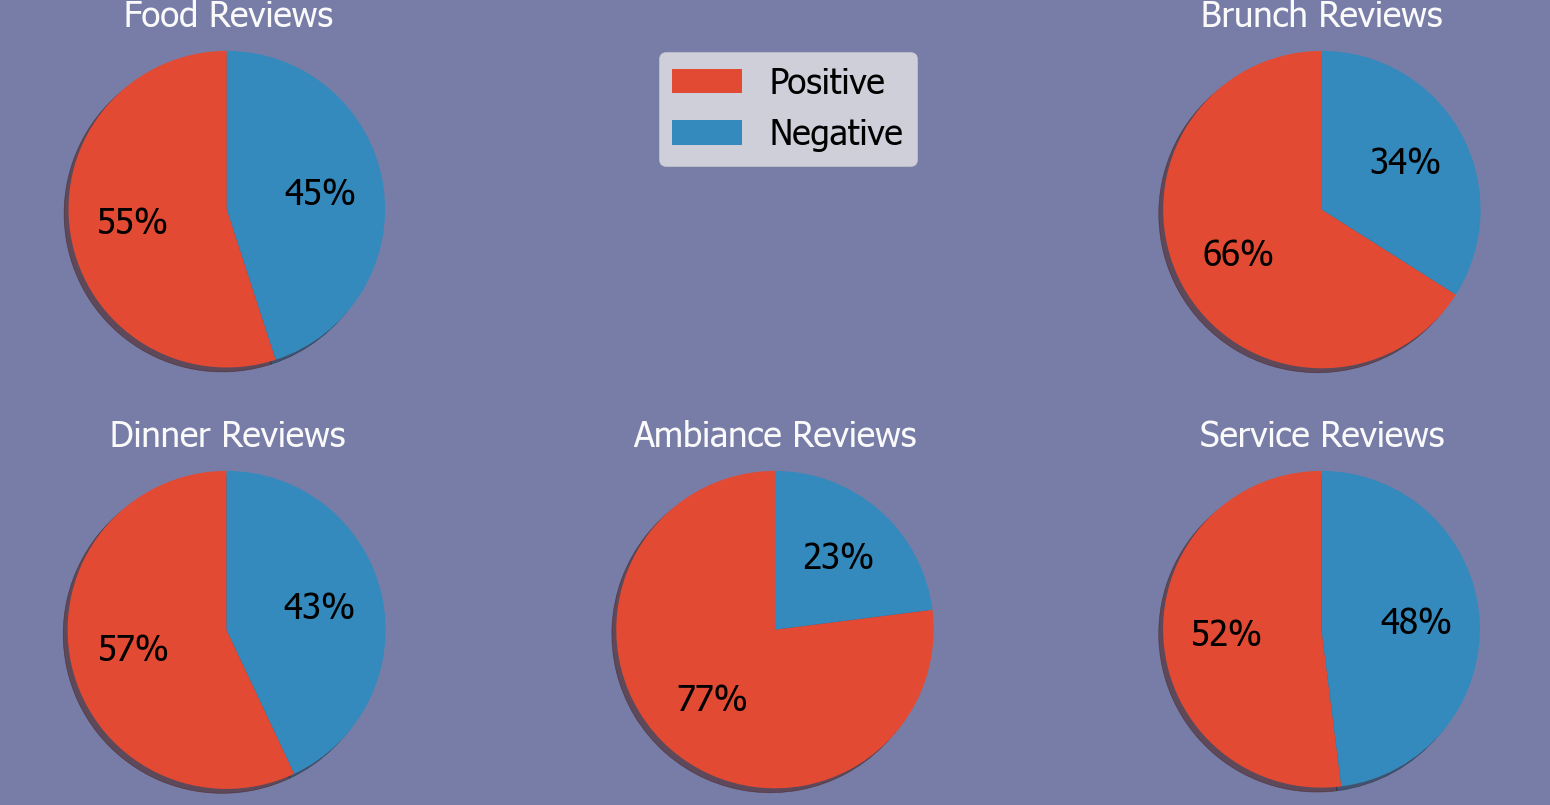 Food Reviews
45%
55%
Positive
Negative
Brunch Reviews
34%
66%
Dinner Reviews
43%
57%
Ambiance Reviews
23%
77%
Service Reviews
48%
52%